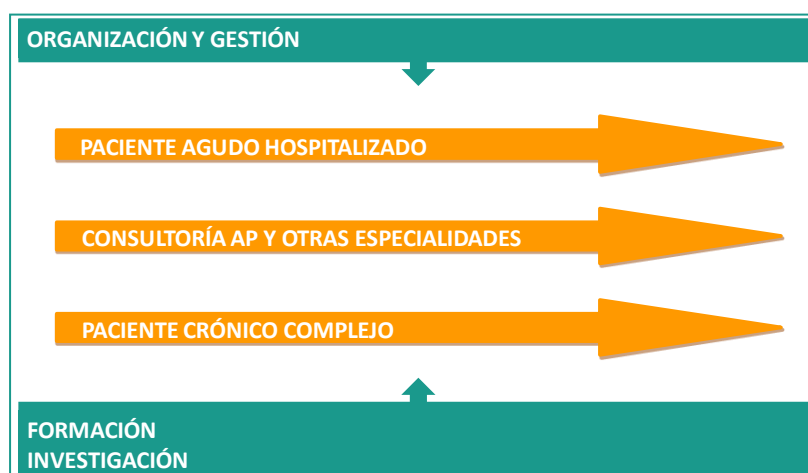 ORGANIZACIÓN Y GESTIÓN
PACIENTE AGUDO HOSPITALIZADO
CONSULTORÍA AP Y OTRAS ESPECIALIDADES
PACIENTE CRÓNICO COMPLEJO
FORMACIÓN
INVESTIGACIÓN